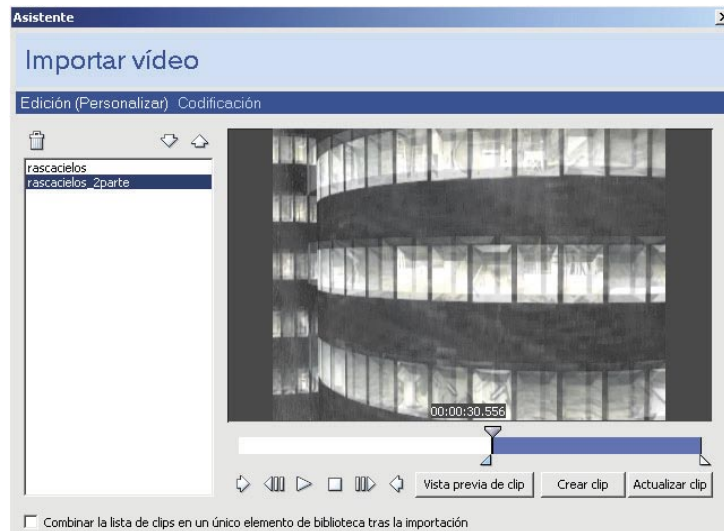 Asistente
Importar vídeo
Edición (Personalizar) Codificación
rascacielos
rascacielos_2parte
00:00:30.556
Vista previa de clip Crear clip Actualizar clip
Combinar la lista de clips en un único elemento de biblioteca tras la importación